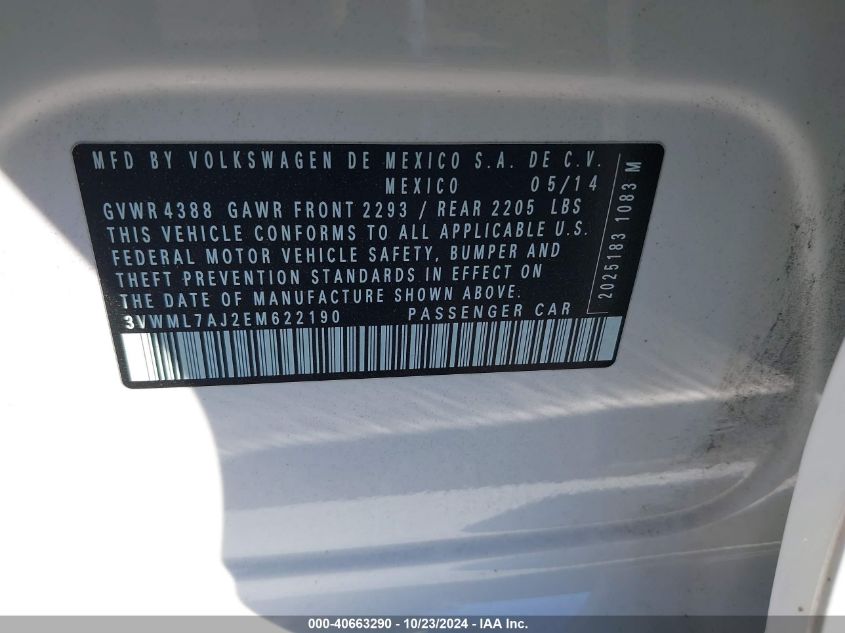 MFD BY VOLKSWAGEN DE MEXICO S.A. DE C.V.
MEXICO 05/14
GVWR 4388 GAWR FRONT 2293 / REAR 2205 LBS
THIS VEHICLE CONFORMS TO ALL APPLICABLE U.S.
FEDERAL MOTOR VEHICLE SAFETY, BUMPER AND
THEFT PREVENTION STANDARDS IN EFFECT ON
THE DATE OF MANUFACTURE SHOWN ABOVE.
3VWML7AJ2EM622190 PASSENGER CAR
2025183 1083 M
000-40663290 - 10/23/2024 - IAA Inc.